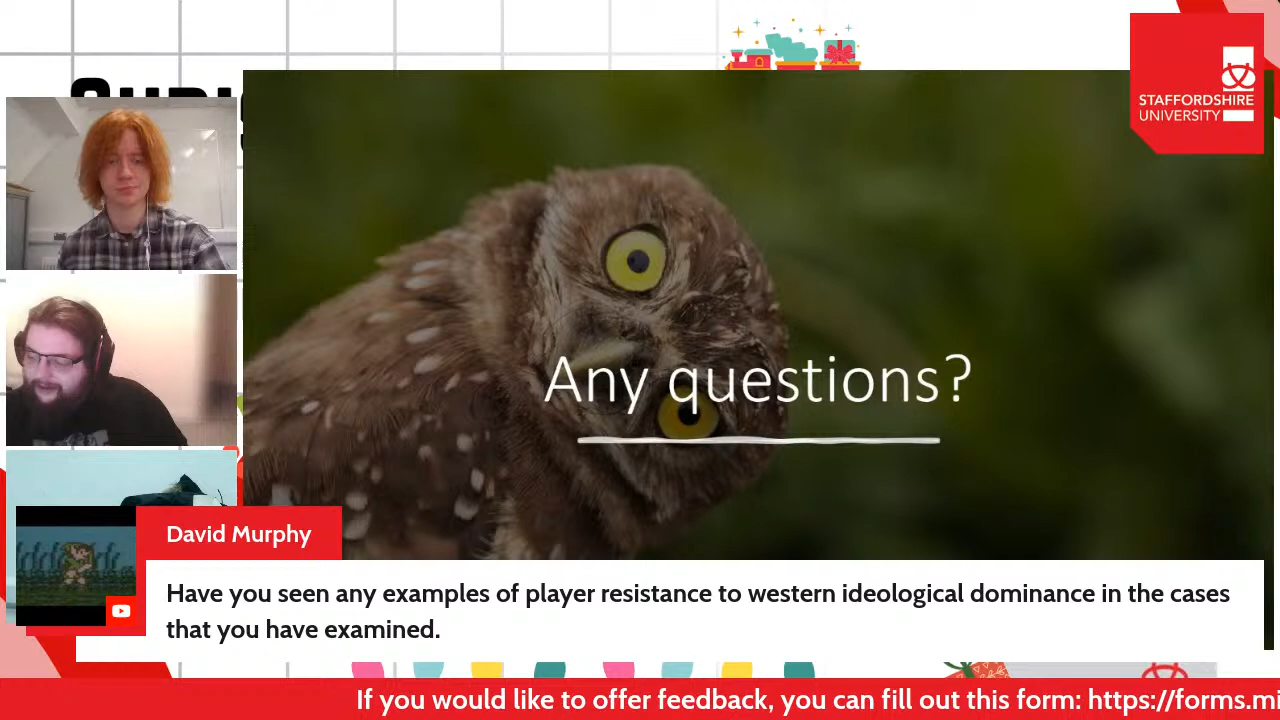 STAFFORDSHIRE
UNIVERSITY
Any questions?
David Murphy
Have you seen any examples of player resistance to western ideological dominance in the cases
that you have examined.
If you would like to offer feedback, you can fill out this form: https://forms.mi